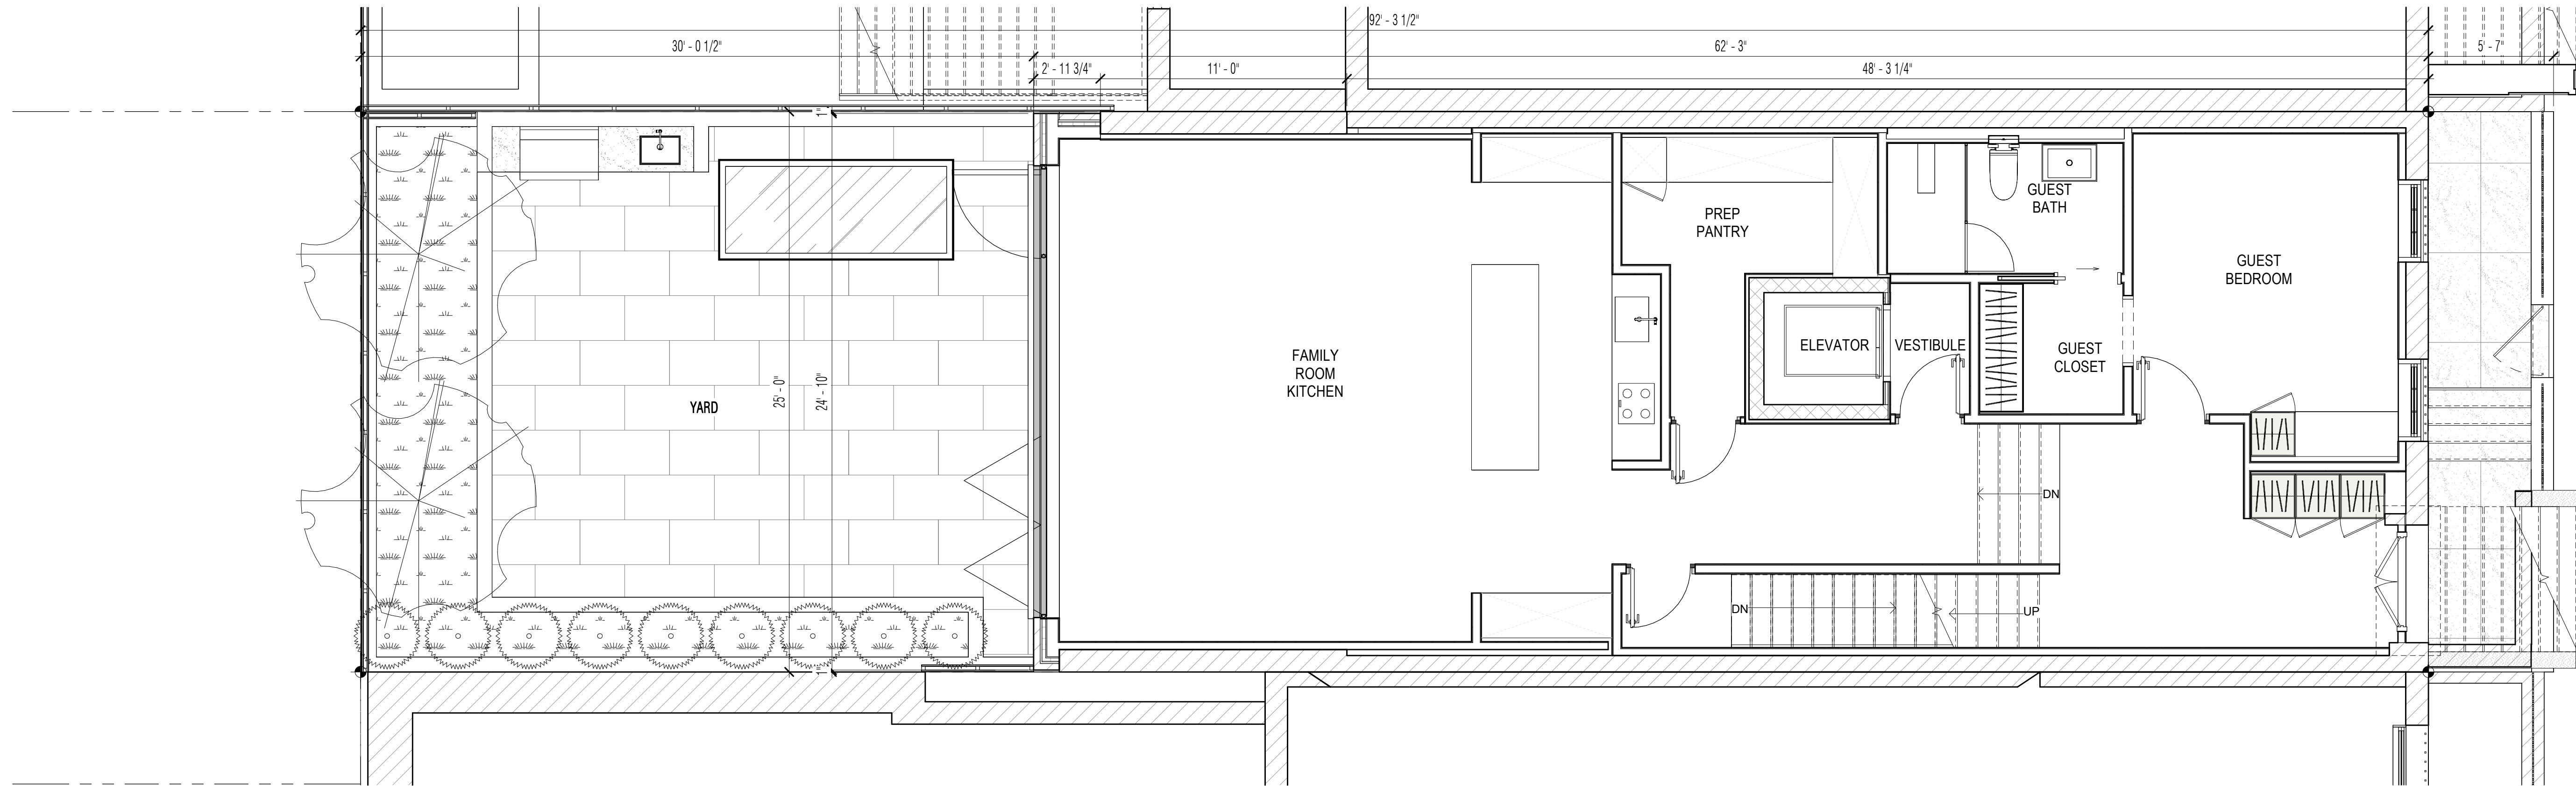 92' - 3 1/2"
30' - 0 1/2"
62' - 3"
5' - 7"
2' - 11 3/4"
11' - 0"
48' - 3 1/4"
1"
GUEST
BATH
PREP
PANTRY
GUEST
BEDROOM
ELEVATOR
VESTIBULE
GUEST
CLOSET
FAMILY
ROOM
KITCHEN
25' - 0"
24' - 10"
YARD
DN
DN
UP
1"